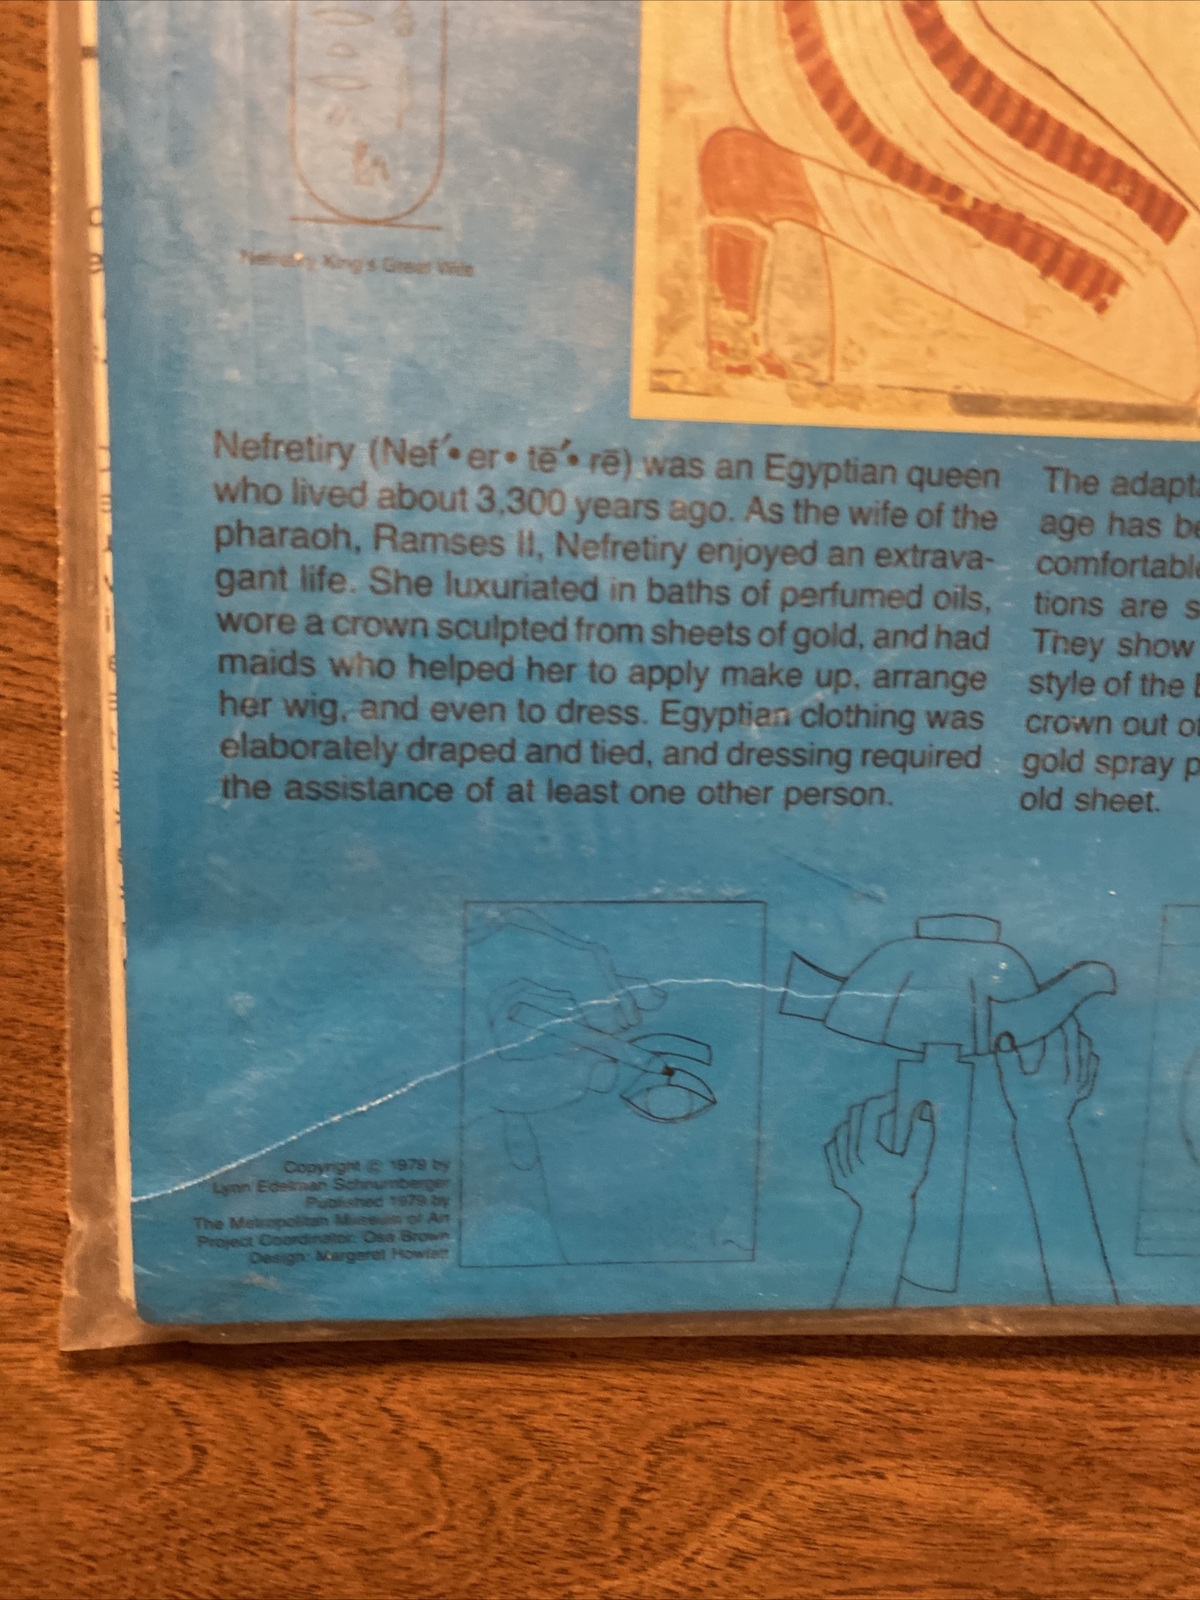 Nefretiry, King's Great Wife
Nefretiry (Nef´• er• tē´• rē) was an Egyptian queen
who lived about 3,300 years ago. As the wife of the
pharaoh, Ramses II, Nefretiry enjoyed an extrava-
gant life. She luxuriated in baths of perfumed oils,
wore a crown sculpted from sheets of gold, and had
maids who helped her to apply make up, arrange
her wig, and even to dress. Egyptian clothing was
elaborately draped and tied, and dressing required
the assistance of at least one other person.
The adapt
age has b
comfortabl
tions are s
They show
style of the
crown out o
gold spray p
old sheet.
Copyright © 1979 by
Lynn Edelman Schnurnberger
Published 1979 by
The Metropolitan Museum of Art
Project Coordinator: Osa Brown
Design: Margaret Howlett